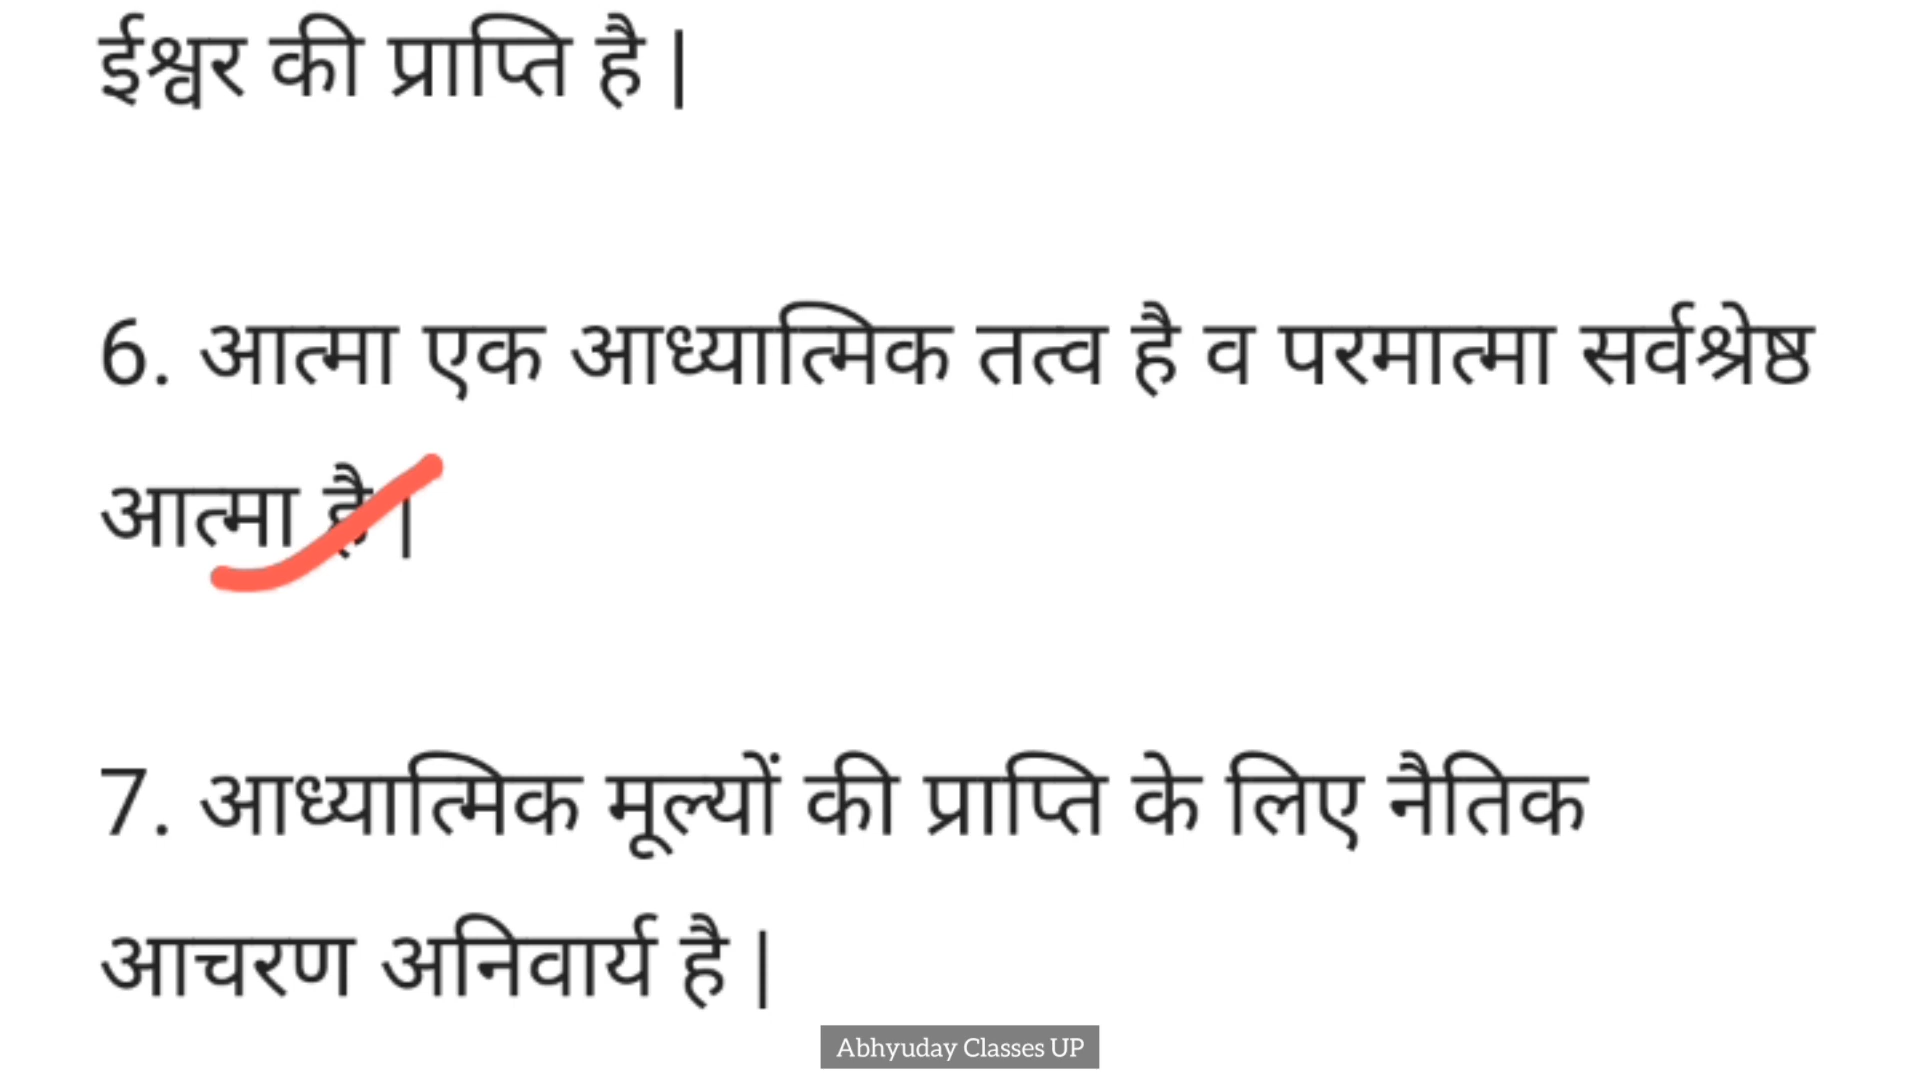 ईश्वर की प्राप्ति है |
6. आत्मा एक आध्यात्मिक तत्व है व परमात्मा सर्वश्रेष्ठ
आत्मा है |
7. आध्यात्मिक मूल्यों की प्राप्ति के लिए नैतिक
आचरण अनिवार्य है |
Abhyuday Classes UP